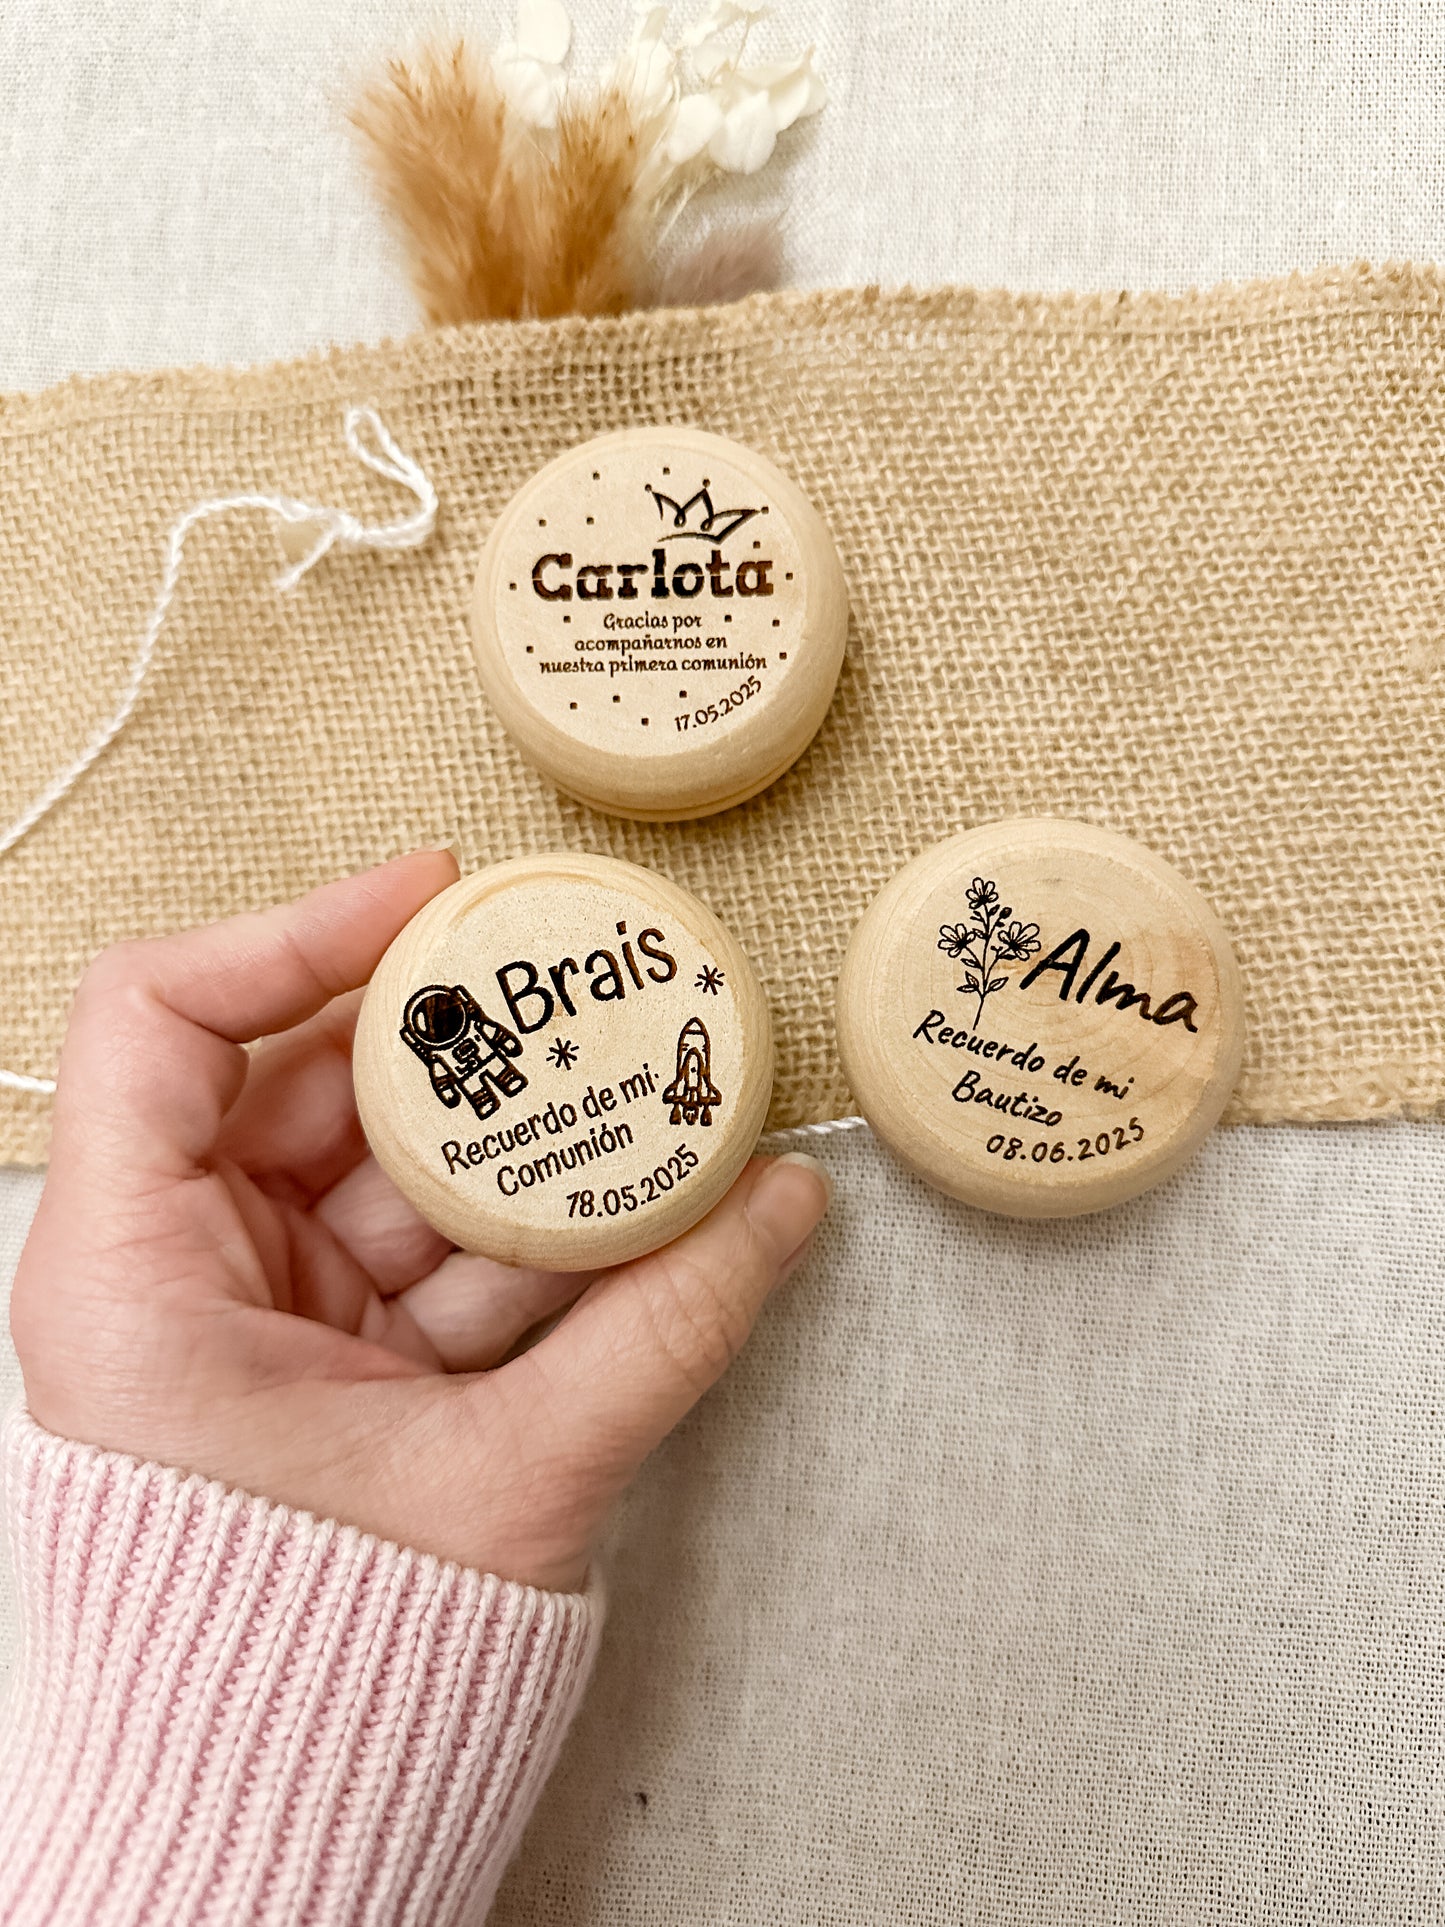 Carlota
Gracias por
acompañarnos en
nuestra primera comunión
17.05.2025
Brais
Recuerdo de mi
Comunión
18.05.2025
Alma
Recuerdo de mi
Bautizo
08.06.2025